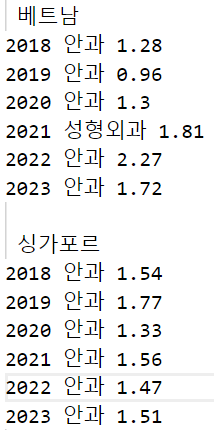 베트남
2018 안과 1.28
2019 안과 0.96
2020 안과 1.3
2021 성형외과 1.81
2022 안과 2.27
2023 안과 1.72
싱가포르
2018 안과 1.54
2019 안과 1.77
2020 안과 1.33
2021 안과 1.56
2022 안과 1.47
2023 안과 1.51